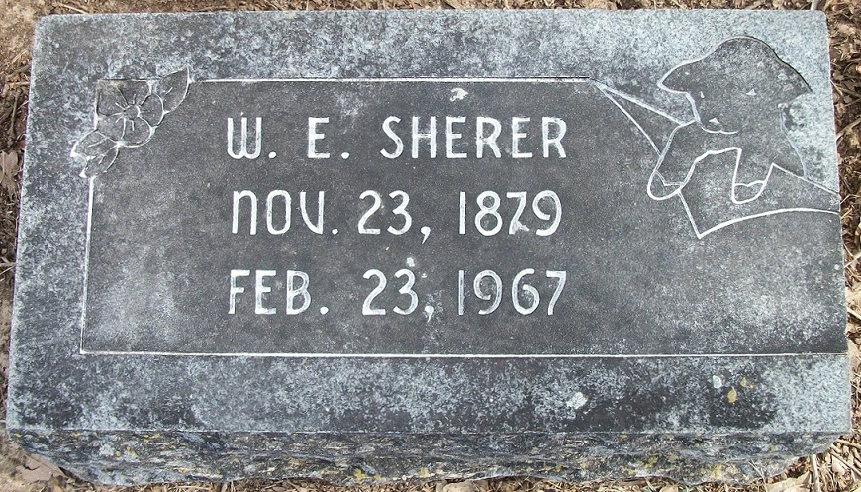 W. E. SHERER
NOV. 23, 1879
FEB. 23, 1967